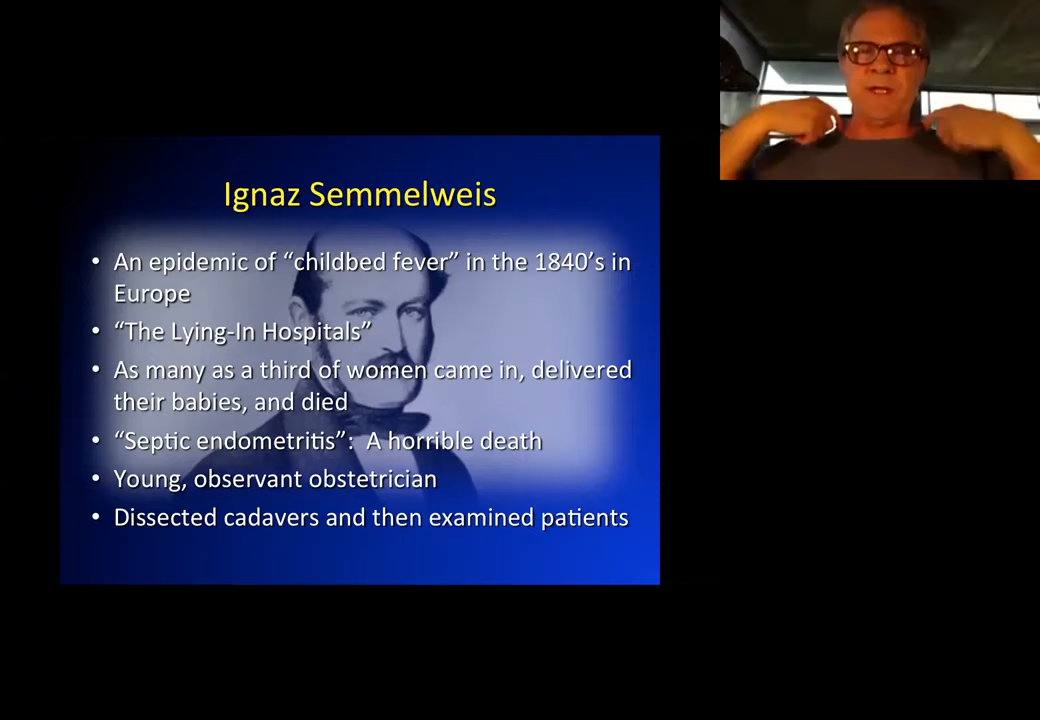 Ignaz Semmelweis
• An epidemic of “childbed fever” in the 1840’s in
Europe
• “The Lying-In Hospitals”
• As many as a third of women came in, delivered
their babies, and died
• “Septic endometritis”: A horrible death
• Young, observant obstetrician
• Dissected cadavers and then examined patients